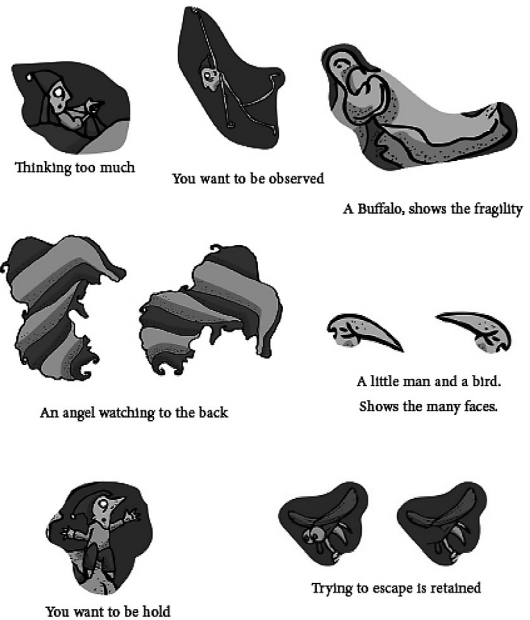 Thinking too much
You want to be observed
A Buffalo, shows the fragility
An angel watching to the back
A little man and a bird.
Shows the many faces.
You want to be hold
Trying to escape is retained